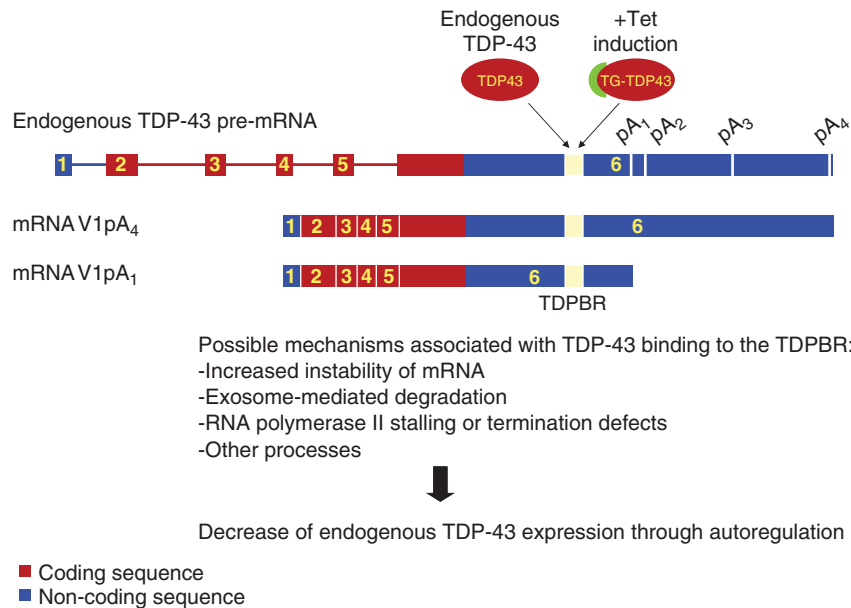 Endogenous
TDP-43
+Tet
induction
TDP43
TG-TDP43
Endogenous TDP-43 pre-mRNA
pA₁
pA₂
pA₃
pA₄
1 2 3 4 5 6
mRNA V1pA₄
1 2 3 4 5 6
mRNA V1pA₁
1 2 3 4 5 6
TDPBR
Possible mechanisms associated with TDP-43 binding to the TDPBR:
-Increased instability of mRNA
-Exosome-mediated degradation
-RNA polymerase II stalling or termination defects
-Other processes
Decrease of endogenous TDP-43 expression through autoregulation
Coding sequence
Non-coding sequence